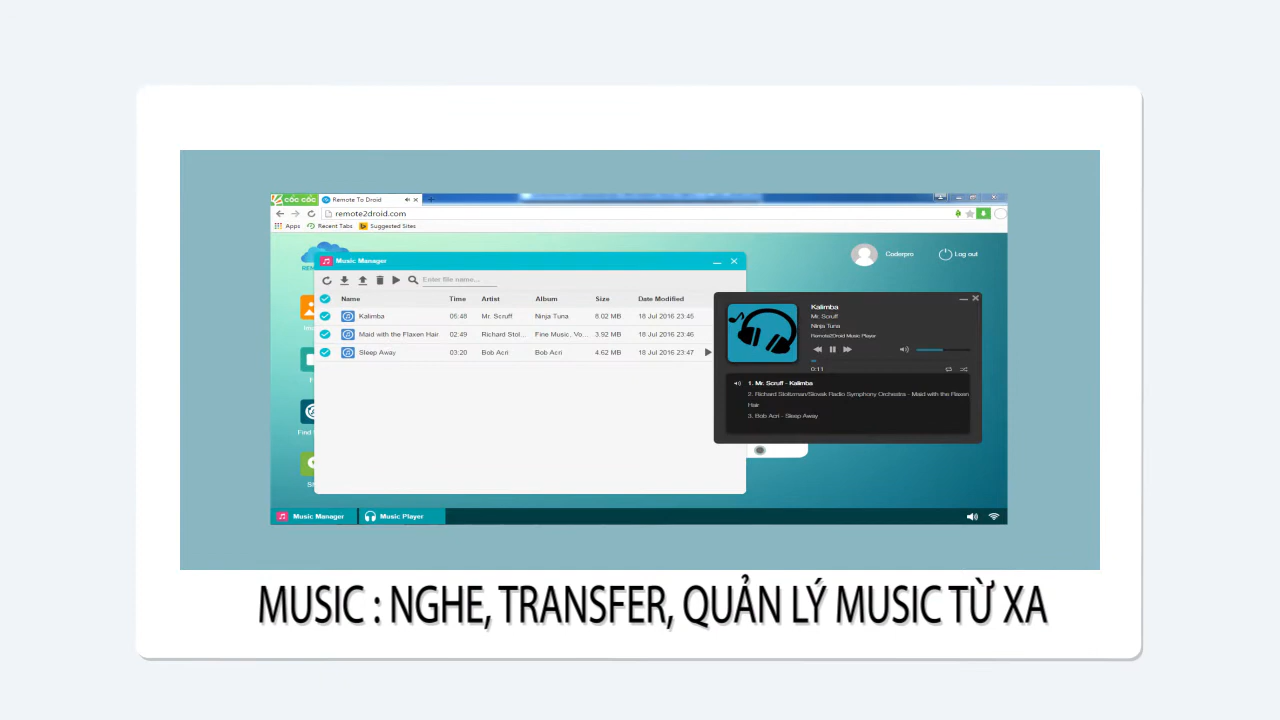 cốc cốc
Remote To Droid
remote2droid.com
Apps Recent Tabs Suggested Sites
Music Manager
Coderpro Log out
Enter file name...
Name Time Artist Album Size Date Modified
Kalimba 05:48 Mr. Scruff Ninja Tuna 8.02 MB 18 Jul 2016 23:45
Maid with the Flaxen Hair 02:49 Richard Stol... Fine Music, Vo... 3.92 MB 18 Jul 2016 23:46
Sleep Away 03:20 Bob Acri Bob Acri 4.62 MB 18 Jul 2016 23:47
Kalimba
Mr. Scruff
Ninja Tuna
Remote2Droid Music Player
0:11
1. Mr. Scruff - Kalimba
2. Richard Stoltzman/Slovak Radio Symphony Orchestra - Maid with the Flaxen
Hair
3. Bob Acri - Sleep Away
Music Manager Music Player
MUSIC : NGHE, TRANSFER, QUẢN LÝ MUSIC TỪ XA